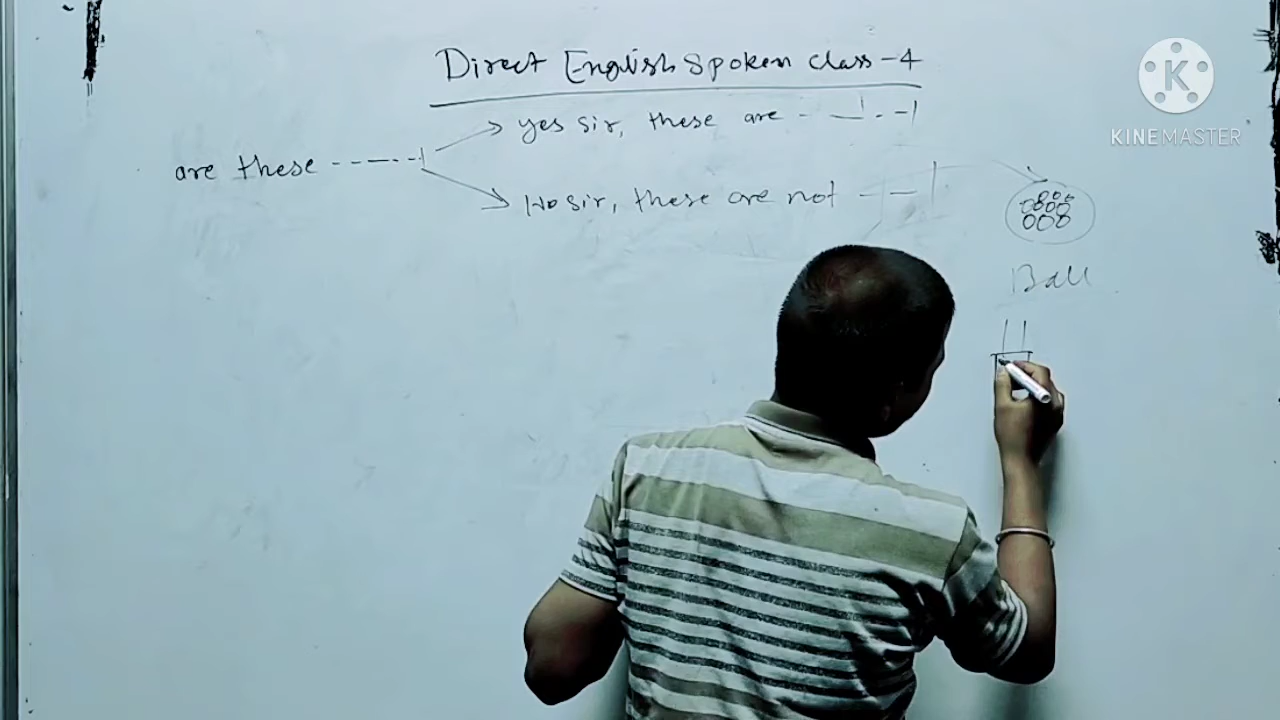 Direct English Spoken class-4
yes sir, these are - - - -
are these ------
No sir, these are not - -
Ball
KINEMASTER